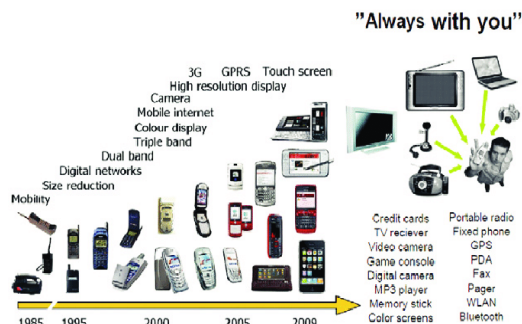 "Always with you"
3G GPRS Touch screen
High resolution display
Camera
Mobile internet
Colour display
Triple band
Dual band
Digital networks
Size reduction
Mobility
Credit cards
TV reciever
Video camera
Game console
Digital camera
MP3 player
Memory stick
Color screens
Portable radio
Fixed phone
GPS
PDA
Fax
Pager
WLAN
Bluetooth
1985 1995 2000 2005 2009